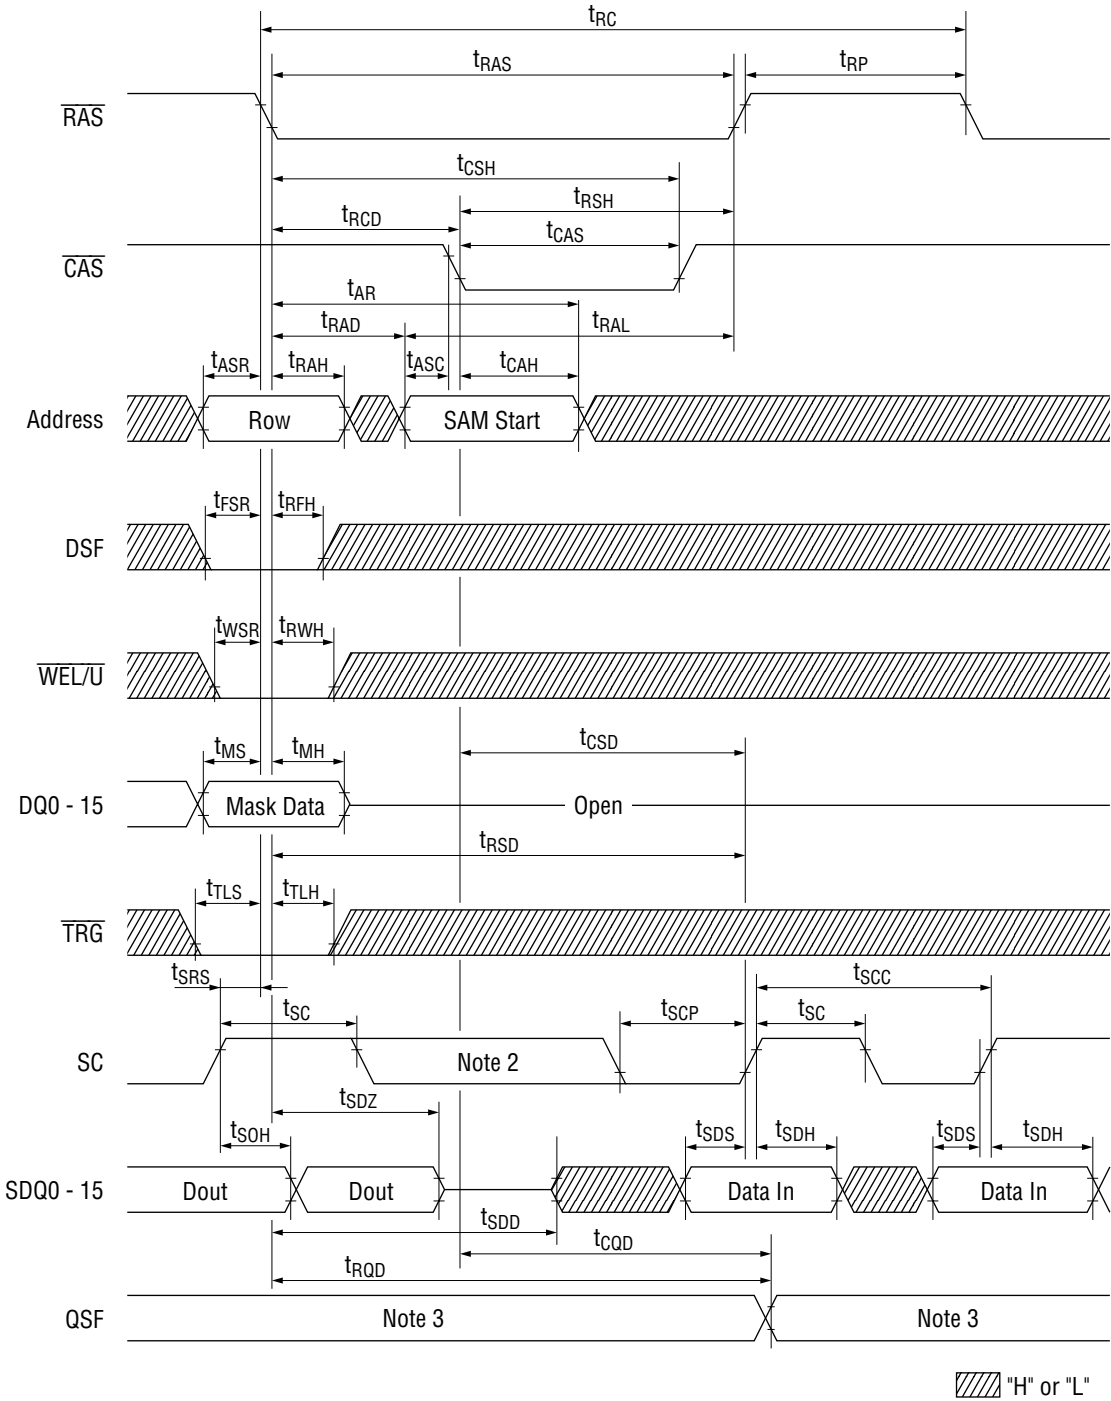 tRC
tRAS
tRP
RAS
tCSH
tRSH
tRCD
tCAS
CAS
tAR
tRAD
tRAL
tASR
tRAH
tASC
tCAH
Address
Row
SAM Start
tFSR
tRFH
DSF
tWSR
tRWH
WEL/U
tCSD
tMS
tMH
DQ0 - 15
Mask Data
Open
tRSD
tTLS
tTLH
TRG
tSRS
tSCC
tSC
tSCP
tSC
SC
Note 2
tSDZ
tSOH
tSDS
tSDH
tSDS
tSDH
SDQ0 - 15
Dout
Dout
Data In
Data In
tSDD
tCQD
tRQD
QSF
Note 3
Note 3
"H" or "L"